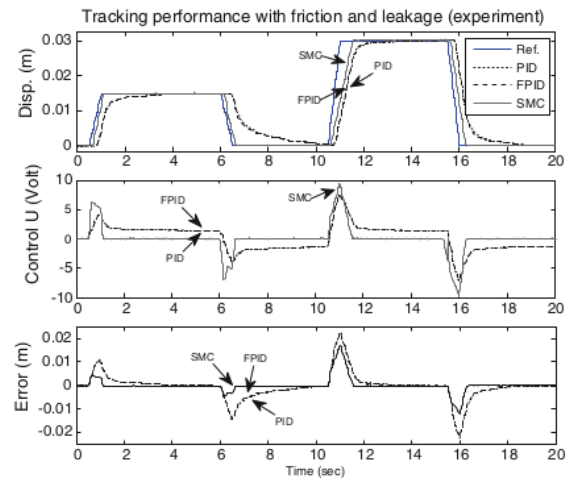 Tracking performance with friction and leakage (experiment)
Disp. (m)
0.03
0.02
0.01
0
0 2 4 6 8 10 12 14 16 18 20
SMC
PID
FPID
Ref.
PID
FPID
SMC
Control U (Volt)
10
5
0
-5
-10
0 2 4 6 8 10 12 14 16 18 20
FPID
PID
SMC
Error (m)
0.02
0.01
0
-0.01
-0.02
0 2 4 6 8 10 12 14 16 18 20
SMC
FPID
PID
Time (sec)